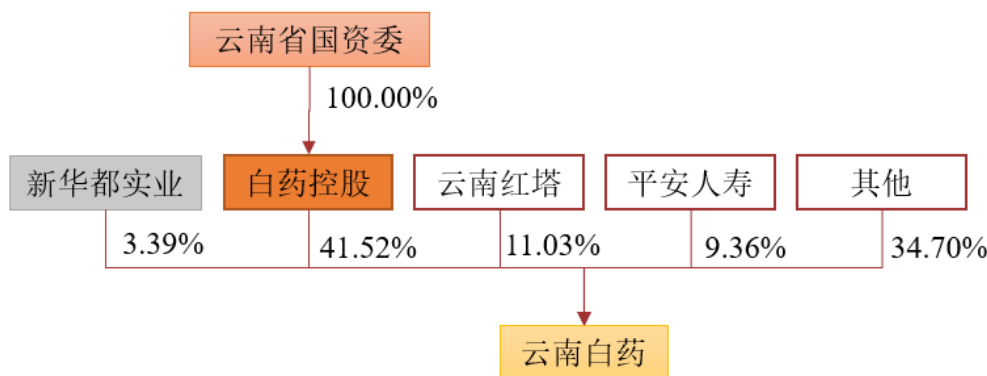 云南省国资委
100.00%
新华都实业
白药控股
云南红塔
平安人寿
其他
3.39%
41.52%
11.03%
9.36%
34.70%
云南白药